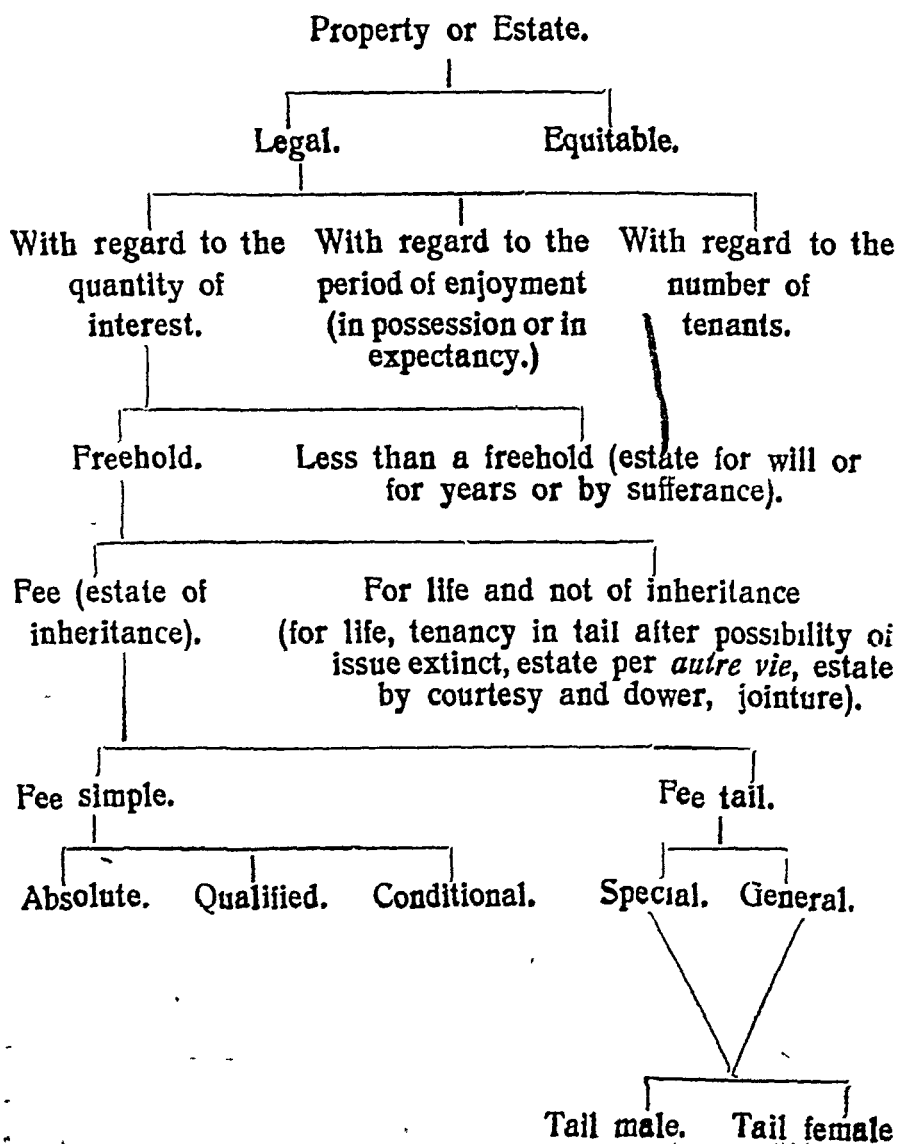 Property or Estate.
Legal. Equitable.
With regard to the quantity of interest.
With regard to the period of enjoyment (in possession or in expectancy.)
With regard to the number of tenants.
Freehold.
Less than a freehold (estate for will or
for years or by sufferance).
Fee (estate of
inheritance).
For life and not of inheritance
(for life, tenancy in tail after possibility of
issue extinct, estate per autre vie, estate
by courtesy and dower, jointure).
Fee simple. Fee tail.
Absolute. Qualified. Conditional. Special. General.
Tail male. Tail female